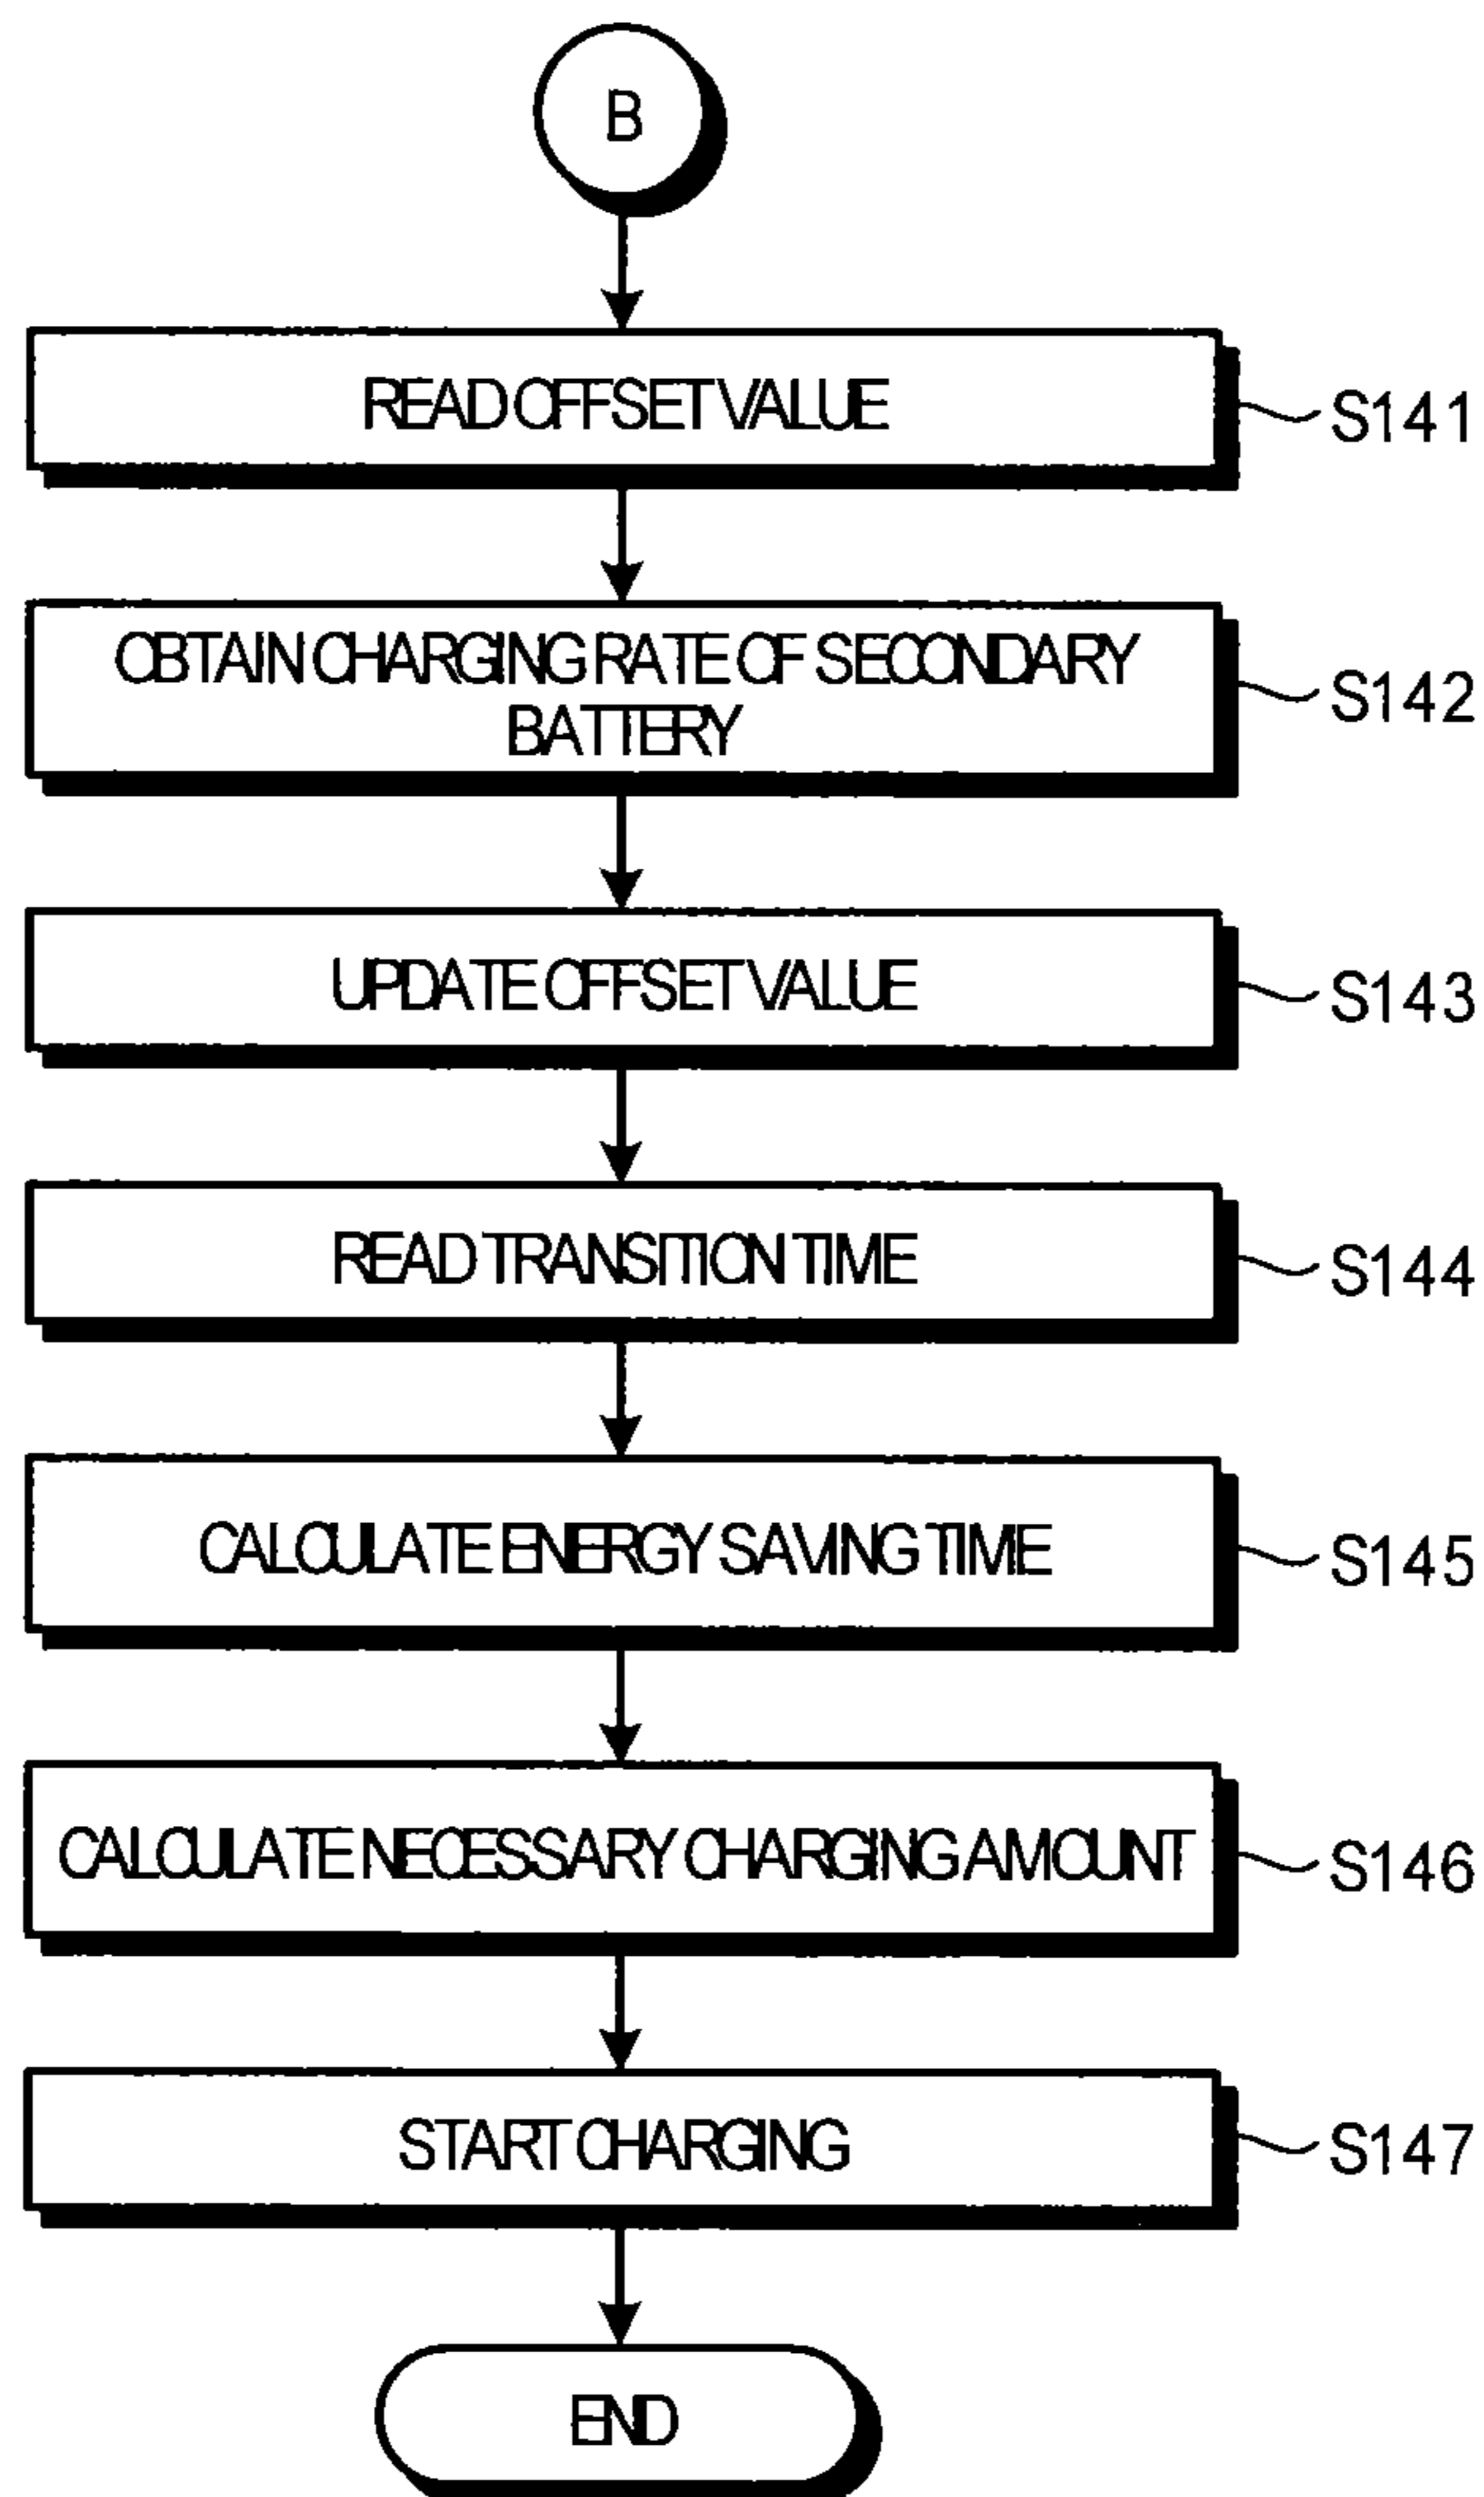 B
READ OFFSET VALUE
S141
OBTAIN CHARGING RATE OF SECONDARY
BATTERY
S142
UPDATE OFFSET VALUE
S143
READ TRANSITION TIME
S144
CALCULATE ENERGY SAVING TIME
S145
CALCULATE NECESSARY CHARGING AMOUNT
S146
START CHARGING
S147
END